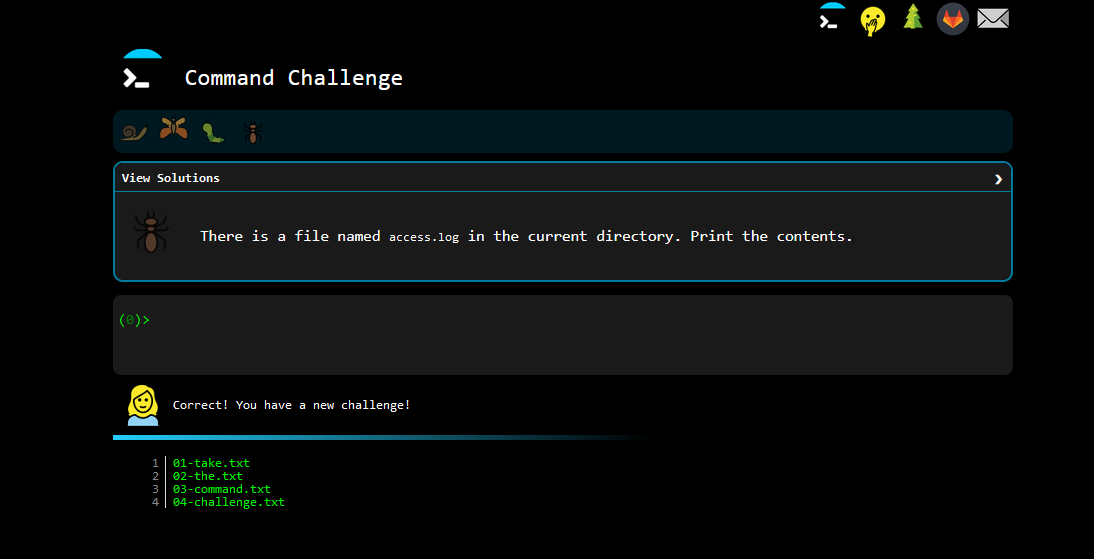 Command Challenge
View Solutions
There is a file named access.log in the current directory. Print the contents.
(0)>
Correct! You have a new challenge!
1 01-take.txt
2 02-the.txt
3 03-command.txt
4 04-challenge.txt